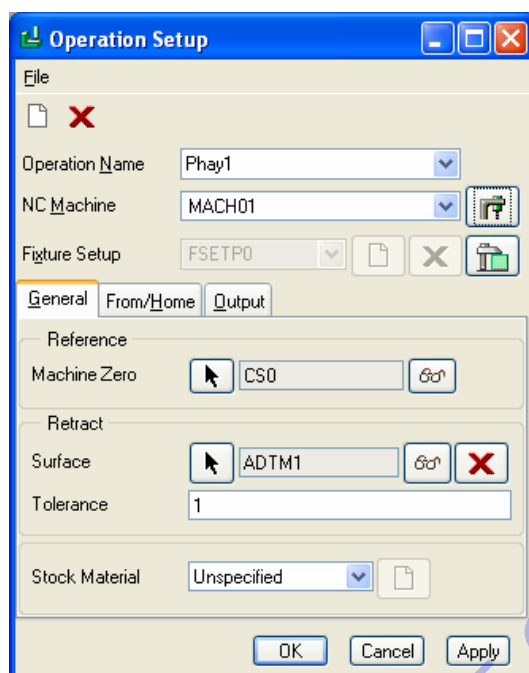 Operation Setup
File
Operation Name Phay1
NC Machine MACH01
Fixture Setup FSETP0
General From/Home Output
Reference
Machine Zero CS0
Retract
Surface ADTM1
Tolerance 1
Stock Material Unspecified
OK Cancel Apply